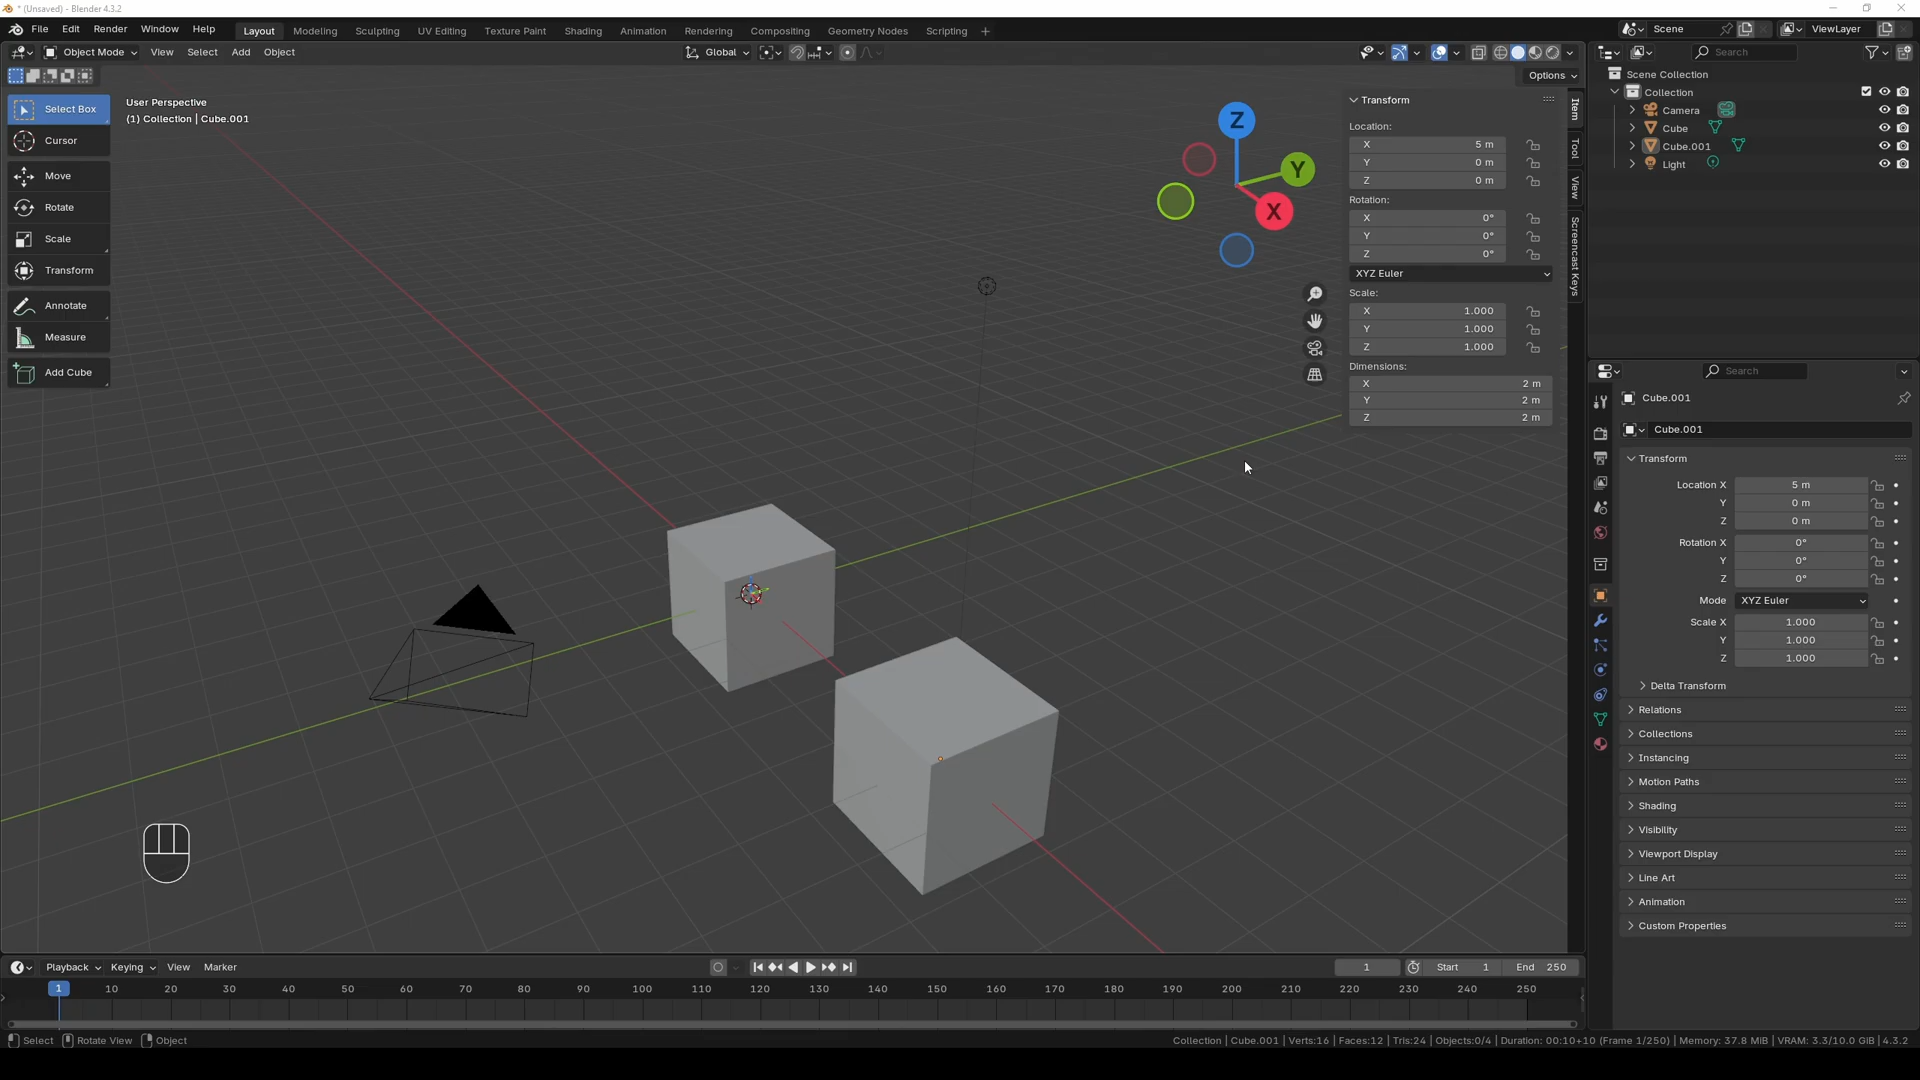 * (Unsaved) - Blender 4.3.2
File Edit Render Window Help Layout Modeling Sculpting UV Editing Texture Paint Shading Animation Rendering Compositing Geometry Nodes Scripting + Scene ViewLayer
Object Mode View Select Add Object Global Search
Options
Select Box
Cursor
Move
Rotate
Scale
Transform
Annotate
Measure
Add Cube
User Perspective
(1) Collection | Cube.001
Z
Y
X
Transform
Location:
X 5 m
Y 0 m
Z 0 m
Rotation:
X 0°
Y 0°
Z 0°
XYZ Euler
Scale:
X 1.000
Y 1.000
Z 1.000
Dimensions:
X 2 m
Y 2 m
Z 2 m
Item
Tool
View
Screencast Keys
Scene Collection
Collection
Camera
Cube
Cube.001
Light
Search
Cube.001
Cube.001
Transform
Location X 5 m
Y 0 m
Z 0 m
Rotation X 0°
Y 0°
Z 0°
Mode XYZ Euler
Scale X 1.000
Y 1.000
Z 1.000
Delta Transform
Relations
Collections
Instancing
Motion Paths
Shading
Visibility
Viewport Display
Line Art
Animation
Custom Properties
Playback Keying View Marker 1 Start 1 End 250
1 10 20 30 40 50 60 70 80 90 100 110 120 130 140 150 160 170 180 190 200 210 220 230 240 250
Select Rotate View Object Collection | Cube.001 | Verts:16 | Faces:12 | Tris:24 | Objects:0/4 | Duration: 00:10+10 (Frame 1/250) | Memory: 37.8 MiB | VRAM: 3.3/10.0 GiB | 4.3.2